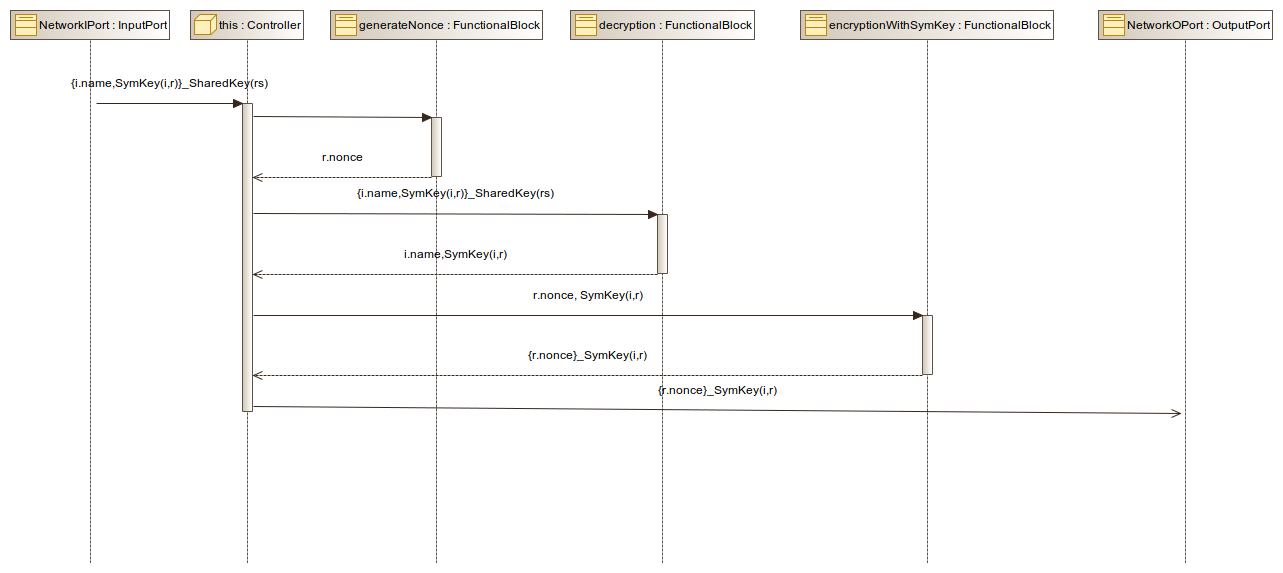 NetworkIPort : InputPort
this : Controller
generateNonce : FunctionalBlock
decryption : FunctionalBlock
encryptionWithSymKey : FunctionalBlock
NetworkOPort : OutputPort
{i.name,SymKey(i,r)}_SharedKey(rs)
r.nonce
{i.name,SymKey(i,r)}_SharedKey(rs)
i.name,SymKey(i,r)
r.nonce, SymKey(i,r)
{r.nonce}_SymKey(i,r)
{r.nonce}_SymKey(i,r)